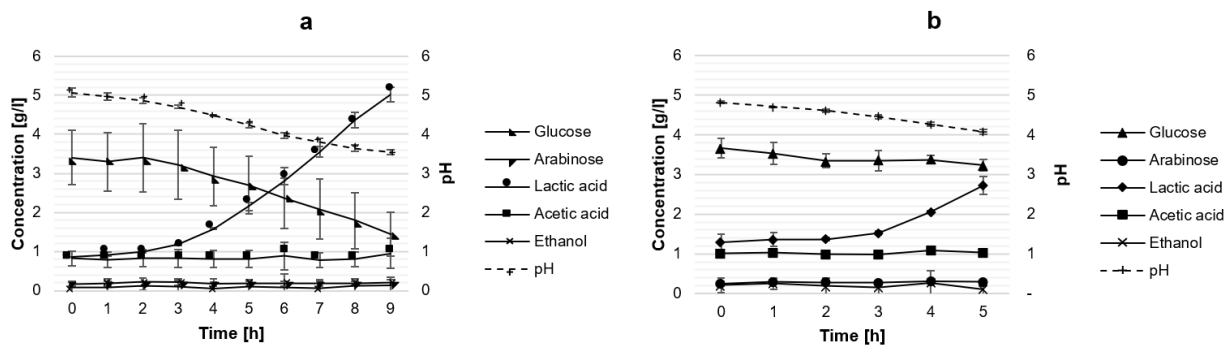 a
6
5
4
3
2
1
0
Concentration [g/l]
0 1 2 3 4 5 6 7 8 9
Time [h]
6
5
4
3
2
1
0
pH
Glucose
Arabinose
Lactic acid
Acetic acid
Ethanol
pH
b
6
5
4
3
2
1
0
Concentration [g/l]
0 1 2 3 4 5
Time [h]
6
5
4
3
2
1
-
pH
Glucose
Arabinose
Lactic acid
Acetic acid
Ethanol
pH